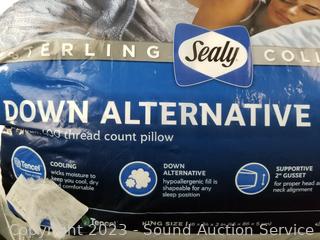 STERLING COLL
Sealy
DOWN ALTERNATIVE
thread count pillow
Tencel
COOLING
wicks moisture to
keep you cool, dry
and comfortable
DOWN
ALTERNATIVE
hypoallergenic fill is
shapeable for any
sleep position
SUPPORTIVE
2" GUSSET
for proper head and
neck alignment
Tencel
KING SIZE
Copyright 2023 - Sound Auction Service